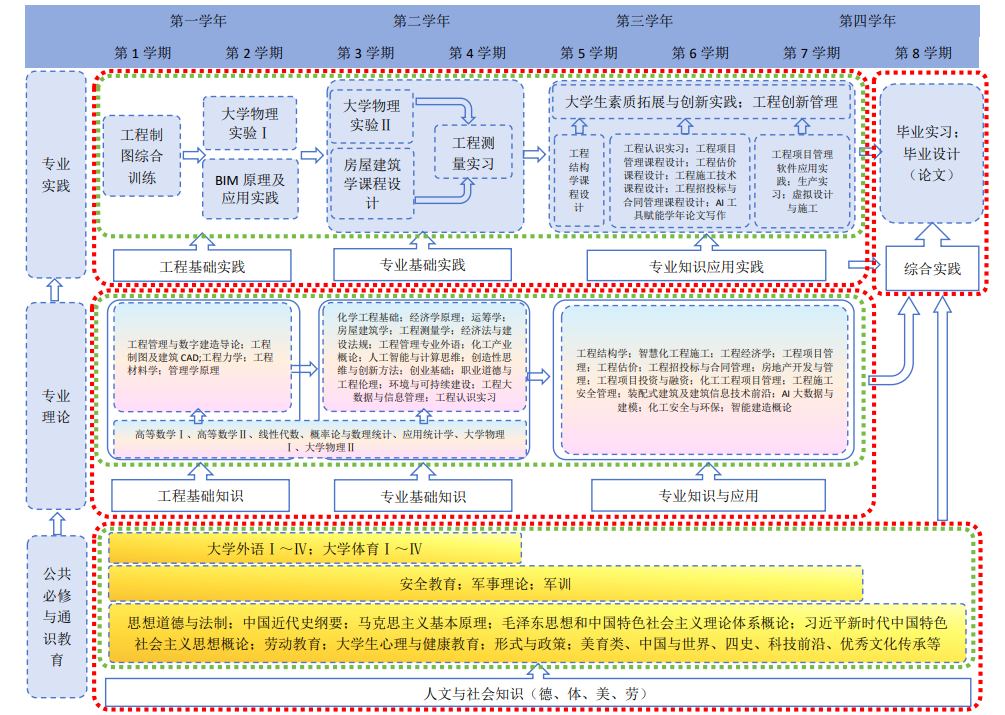 第一学年
第二学年
第三学年
第四学年
第 1 学期
第 2 学期
第 3 学期
第 4 学期
第 5 学期
第 6 学期
第 7 学期
第 8 学期
专业
实践
工程制
图综合
训练
大学物理
实验Ⅰ
BIM 原理及
应用实践
大学物理
实验Ⅱ
房屋建筑
学课程设
计
工程测
量实习
大学生素质拓展与创新实践；工程创新管理
工程
结构
学课
程设
计
工程认识实习；工程项目
管理课程设计；工程估价
课程设计；工程施工技术
课程设计；工程招投标与
合同管理课程设计；AI 工
具赋能学年论文写作
工程项目管理
软件应用实
践；生产实
习；虚拟设计
与施工
毕业实习；
毕业设计
（论文）
工程基础实践
专业基础实践
专业知识应用实践
综合实践
专业
理论
工程管理与数字建造导论；工程
制图及建筑 CAD;工程力学；工程
材料学；管理学原理
化学工程基础；经济学原理；运筹学；
房屋建筑学；工程测量学；经济法与建
设法规；工程管理专业外语；化工产业
概论；人工智能与计算思维；创造性思
维与创新方法；创业基础；职业道德与
工程伦理；环境与可持续建设；工程大
数据与信息管理；工程认识实习
工程结构学；智慧化工程施工；工程经济学；工程项目管
理；工程估价；工程招投标与合同管理；房地产开发与管
理；工程项目投资与融资；化工工程项目管理；工程施工
安全管理；装配式建筑及建筑信息技术前沿；AI 大数据与
建模；化工安全与环保；智能建造概论
高等数学Ⅰ、高等数学Ⅱ、线性代数、概率论与数理统计、应用统计学、大学物理
Ⅰ、大学物理Ⅱ
工程基础知识
专业基础知识
专业知识与应用
公共
必修
与通
识教
育
大学外语Ⅰ～Ⅳ；大学体育Ⅰ～Ⅳ
安全教育；军事理论；军训
思想道德与法制；中国近代史纲要；马克思主义基本原理；毛泽东思想和中国特色社会主义理论体系概论；习近平新时代中国特色
社会主义思想概论；劳动教育；大学生心理与健康教育；形式与政策；美育类、中国与世界、四史、科技前沿、优秀文化传承等
人文与社会知识（德、体、美、劳）